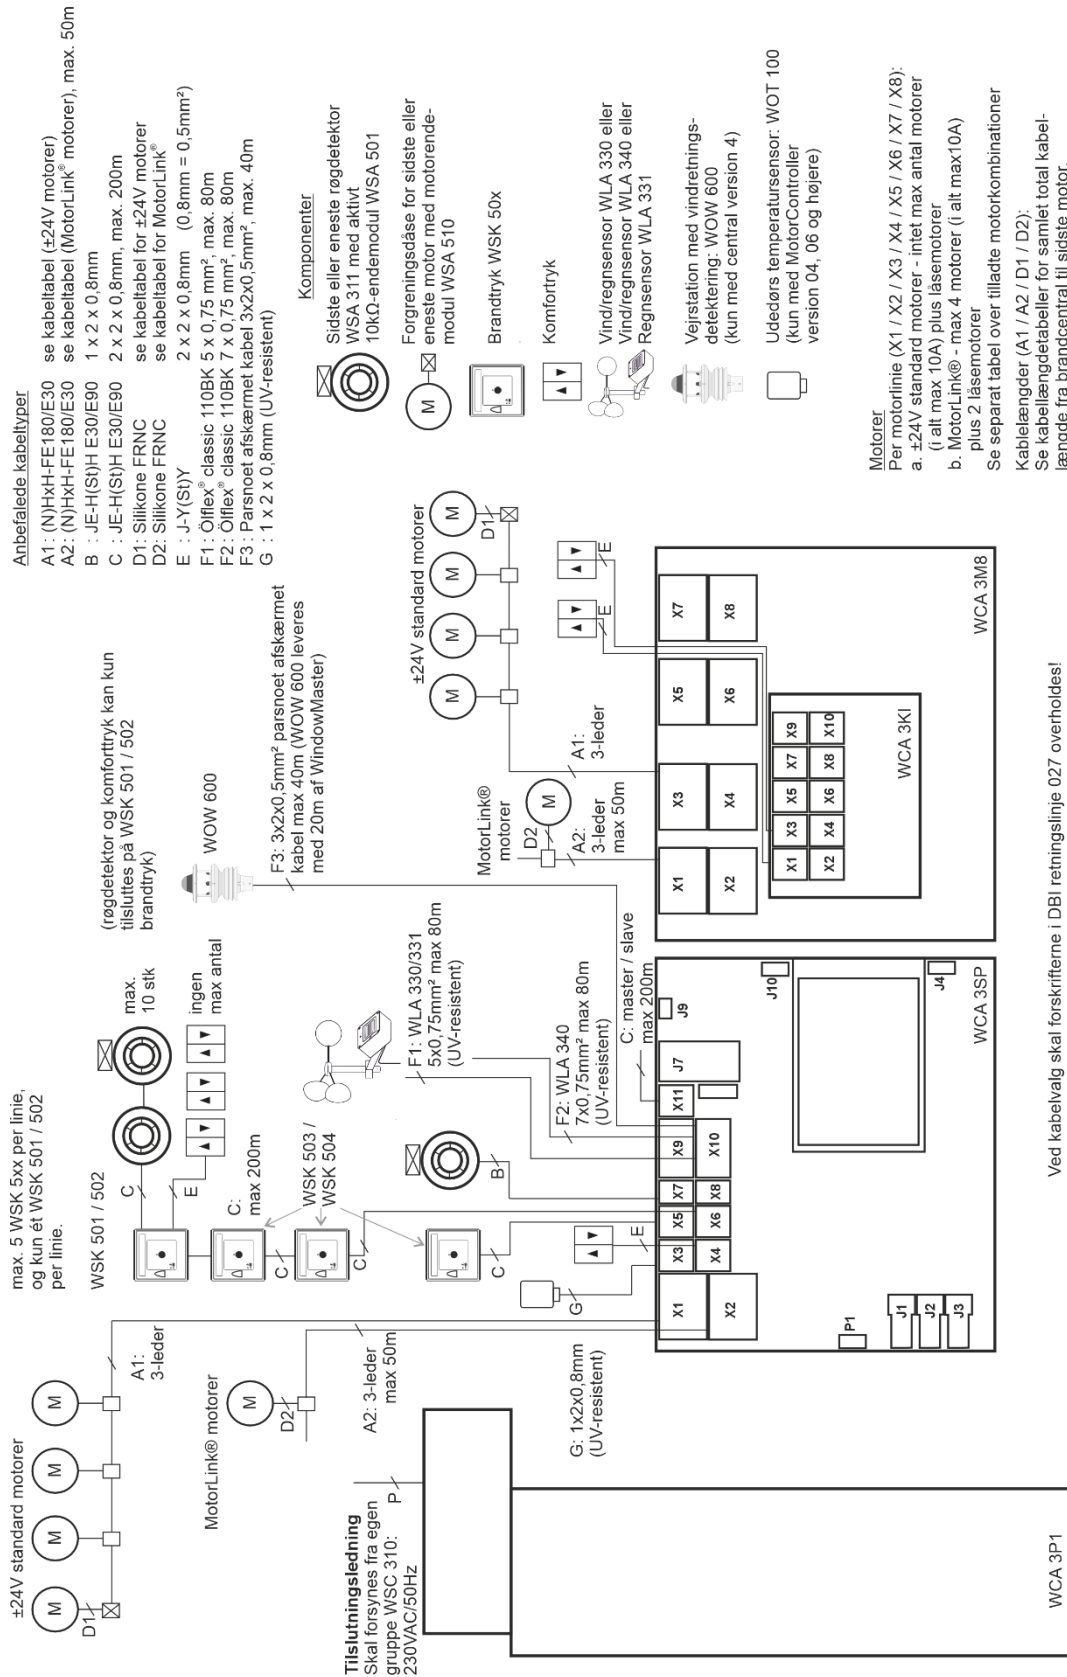 ±24V standard motorer
M
M
M
M
D1
A1:
3-leder
MotorLink® motorer
M
D2
A2: 3-leder
max 50m
Tilslutningsledning
Skal forsynes fra egen
gruppe WSC 310:
230VAC/50Hz
P
WCA 3P1
max. 5 WSK 5xx per linie,
og kun ét WSK 501 / 502
per linie.
WSK 501 / 502
C
E
max.
10 stk
ingen
max antal
(røgdetektor og komforttryk kan kun
tilsluttes på WSK 501 / 502
brandtryk)
C:
max 200m
C
WSK 503 /
WSK 504
C
C
G
G: 1x2x0,8mm
(UV-resistent)
E
B
WOW 600
F3: 3x2x0,5mm² parsnoet afskærmet
kabel max 40m (WOW 600 leveres
med 20m af WindowMaster)
F1: WLA 330/331
5x0,75mm² max 80m
(UV-resistent)
F2: WLA 340
7x0,75mm² max 80m
(UV-resistent)
C: master / slave
max 200m
X1
X2
X3
X4
X5
X6
X7
X8
X9
X10
X11
J7
J9
J10
J4
P1
J1
J2
J3
WCA 3SP
MotorLink®
motorer
D2
M
A2:
3-leder
max 50m
±24V standard motorer
M
M
M
M
D1
A1:
3-leder
E
E
X1
X2
X3
X4
X5
X6
X7
X8
X1
X2
X3
X4
X5
X6
X7
X8
X9
X10
WCA 3KI
WCA 3M8
Ved kabelvalg skal forskrifterne i DBI retningslinje 027 overholdes!
Anbefalede kabeltyper
A1 : (N)HxH-FE180/E30 se kabeltabel (±24V motorer)
A2: (N)HxH-FE180/E30 se kabeltabel (MotorLink® motorer), max. 50m
B : JE-H(St)H E30/E90 1 x 2 x 0,8mm
C : JE-H(St)H E30/E90 2 x 2 x 0,8mm, max. 200m
D1: Silikone FRNC se kabeltabel for ±24V motorer
D2: Silikone FRNC se kabeltabel for MotorLink®
E : J-Y(St)Y 2 x 2 x 0,8mm (0,8mm = 0,5mm²)
F1: Ölflex® classic 110BK 5 x 0,75 mm², max. 80m
F2: Ölflex® classic 110BK 7 x 0,75 mm², max. 80m
F3: Parsnoet afskærmet kabel 3x2x0,5mm², max. 40m
G : 1 x 2 x 0,8mm (UV-resistent)
Komponenter
Sidste eller eneste røgdetektor
WSA 311 med aktivt
10kΩ-endemodul WSA 501
M
Forgreningsdåse for sidste eller
eneste motor med motorende-
modul WSA 510
Brandtryk WSK 50x
Komfortryk
Vind/regnsensor WLA 330 eller
Vind/regnsensor WLA 340 eller
Regnsensor WLA 331
Vejrstation med vindretnings-
detektering: WOW 600
(kun med central version 4)
Udedørs temperatursensor: WOT 100
(kun med MotorController
version 04, 06 og højere)
Motorer
Per motorlinie (X1 / X2 / X3 / X4 / X5 / X6 / X7 / X8):
a. ±24V standard motorer - intet max antal motorer
(i alt max 10A) plus låsemotorer
b. MotorLink® - max 4 motorer (i alt max10A)
plus 2 låsemotorer
Se separat tabel over tilladte motorkombinationer
Kablelængder (A1 / A2 / D1 / D2):
Se kabellængdetabeller for samlet total kabel-
længde fra brandcentral til sidste motor.